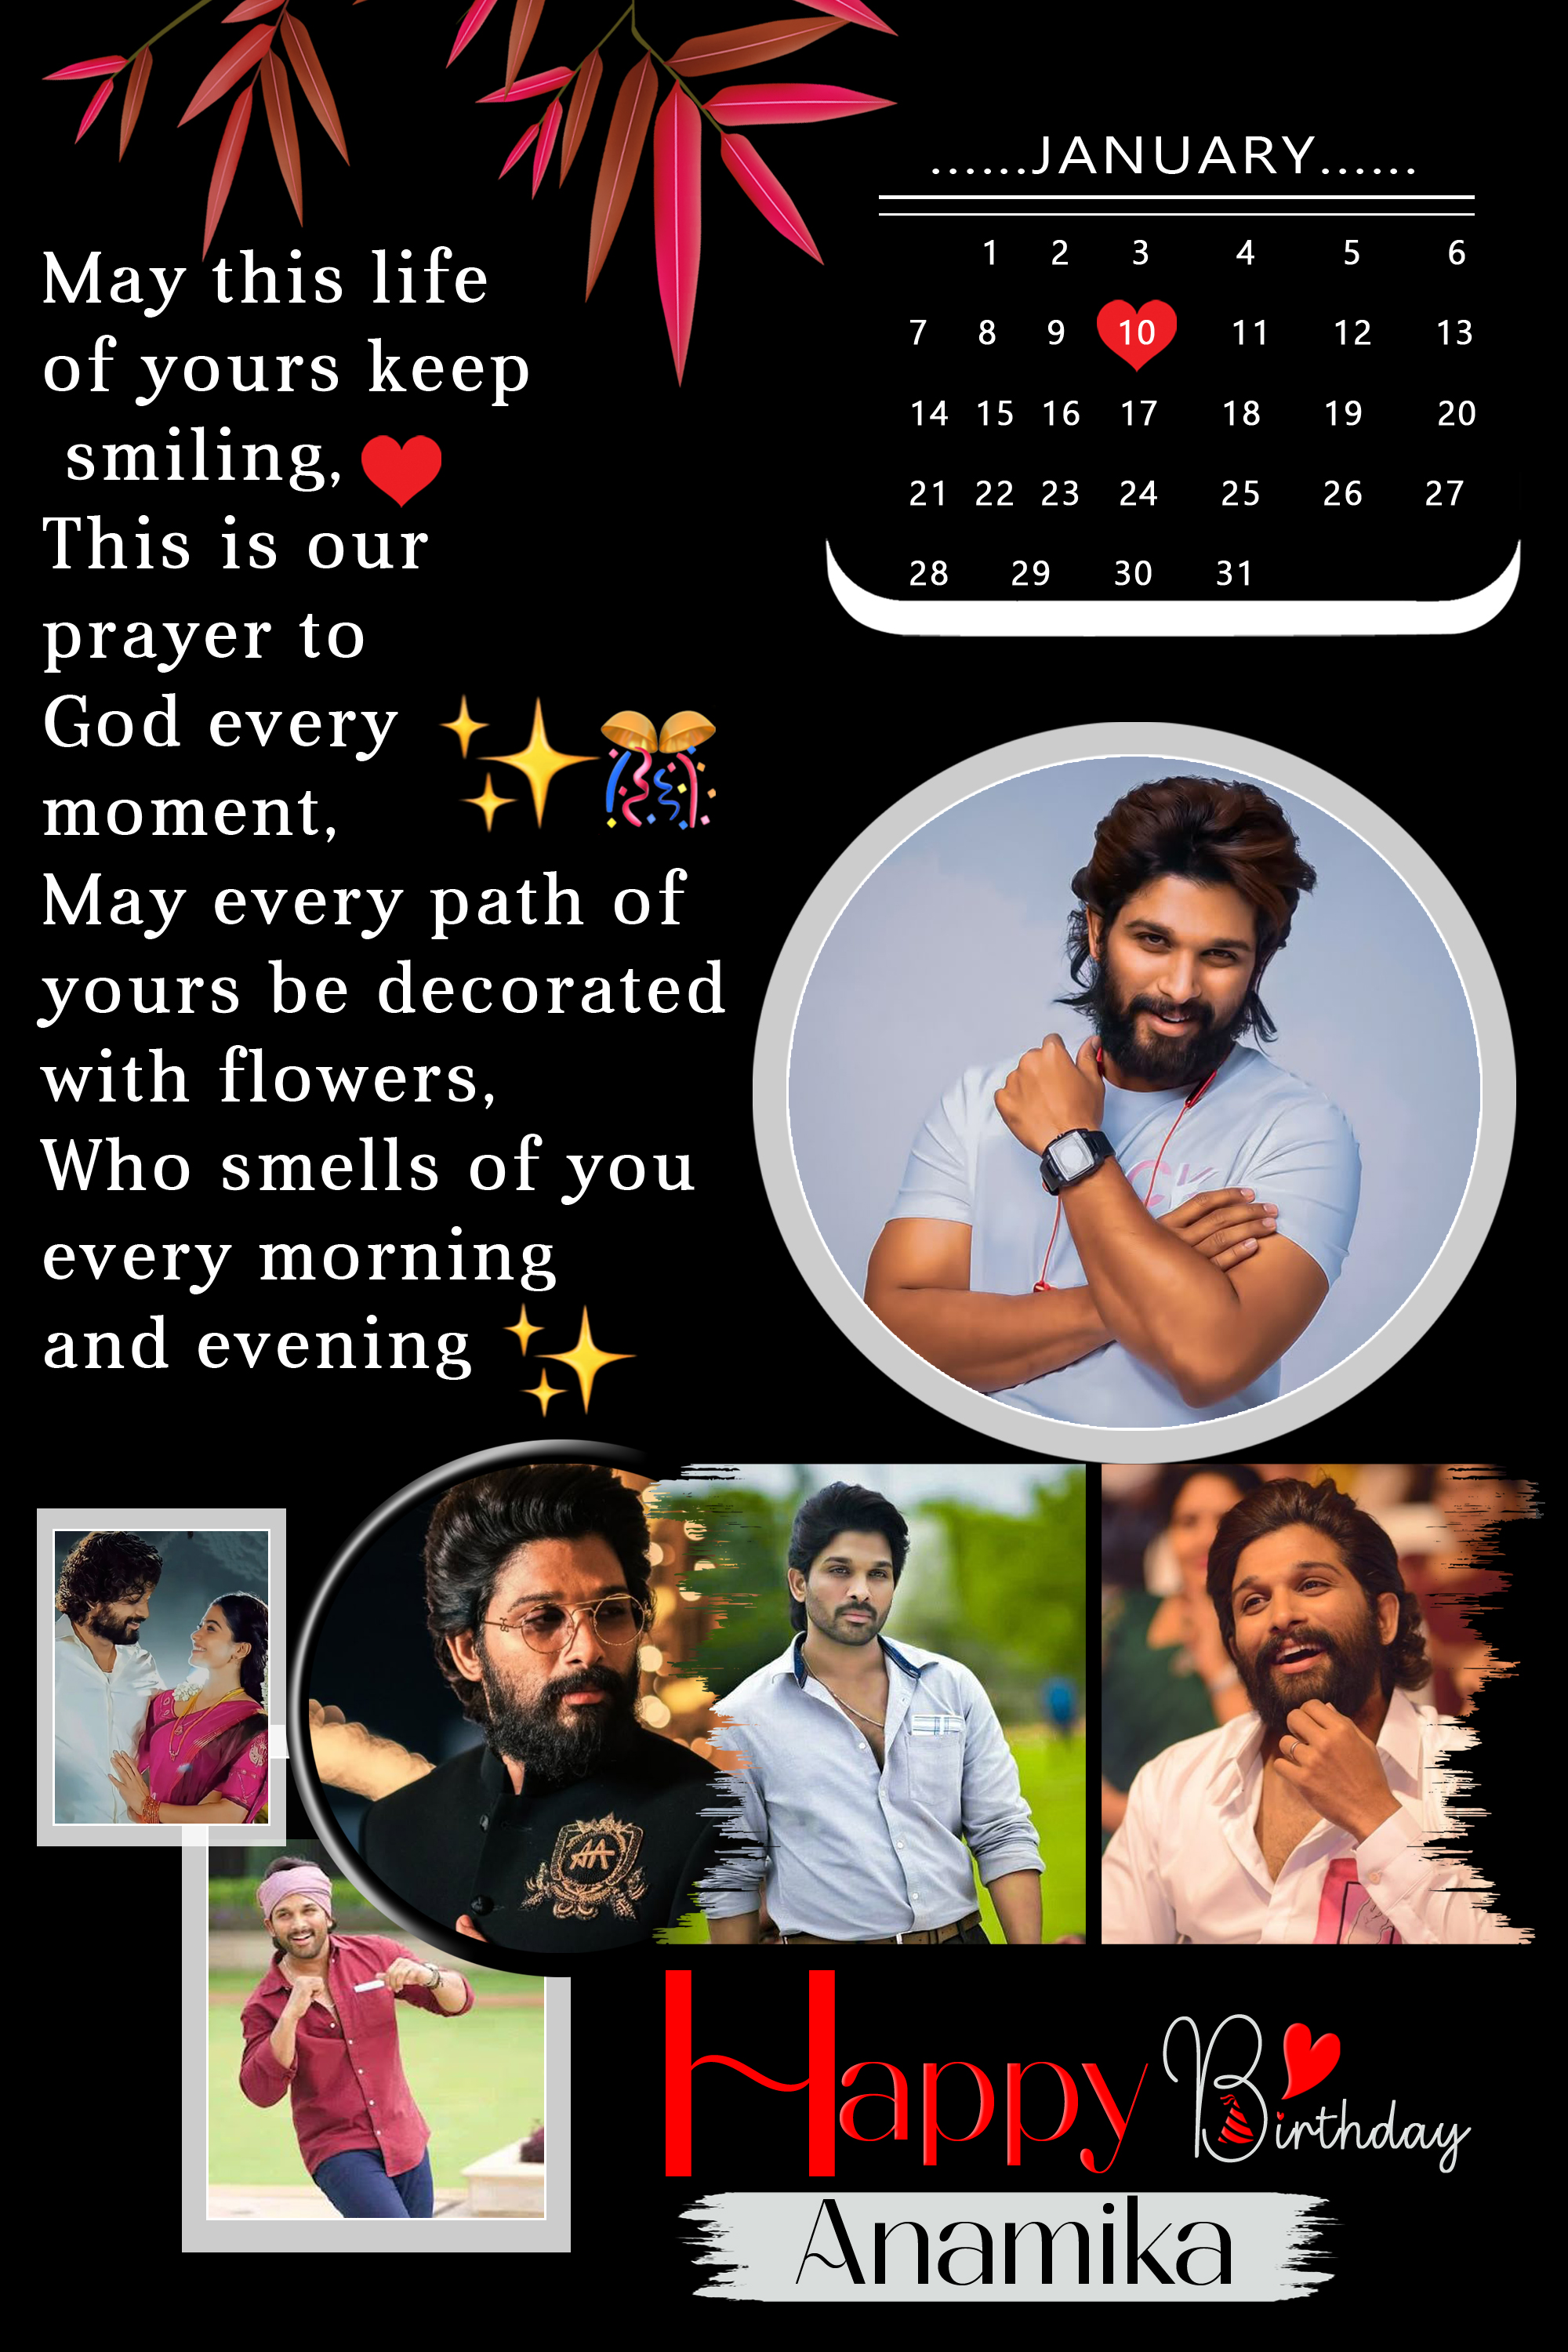 ......JANUARY......
1 2 3 4 5 6
7 8 9 10 11 12 13
14 15 16 17 18 19 20
21 22 23 24 25 26 27
28 29 30 31
May this life
of yours keep
smiling,
This is our
prayer to
God every
moment,
May every path of
yours be decorated
with flowers,
Who smells of you
every morning
and evening
AA
Happy Birthday
Anamika